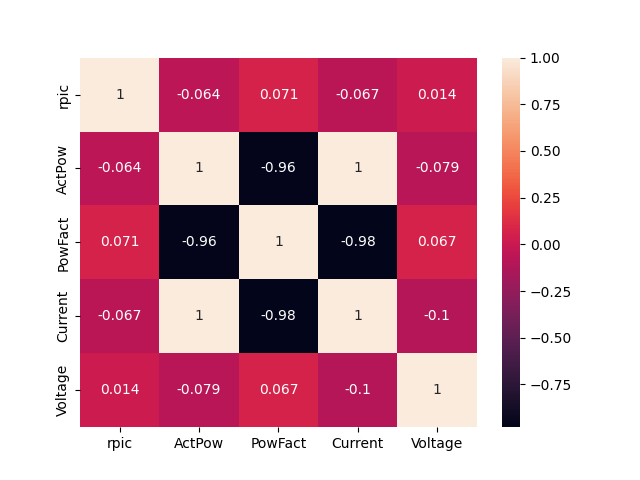 rpic 1 -0.064 0.071 -0.067 0.014
ActPow -0.064 1 -0.96 1 -0.079
PowFact 0.071 -0.96 1 -0.98 0.067
Current -0.067 1 -0.98 1 -0.1
Voltage 0.014 -0.079 0.067 -0.1 1
rpic ActPow PowFact Current Voltage
1.00
0.75
0.50
0.25
0.00
−0.25
−0.50
−0.75